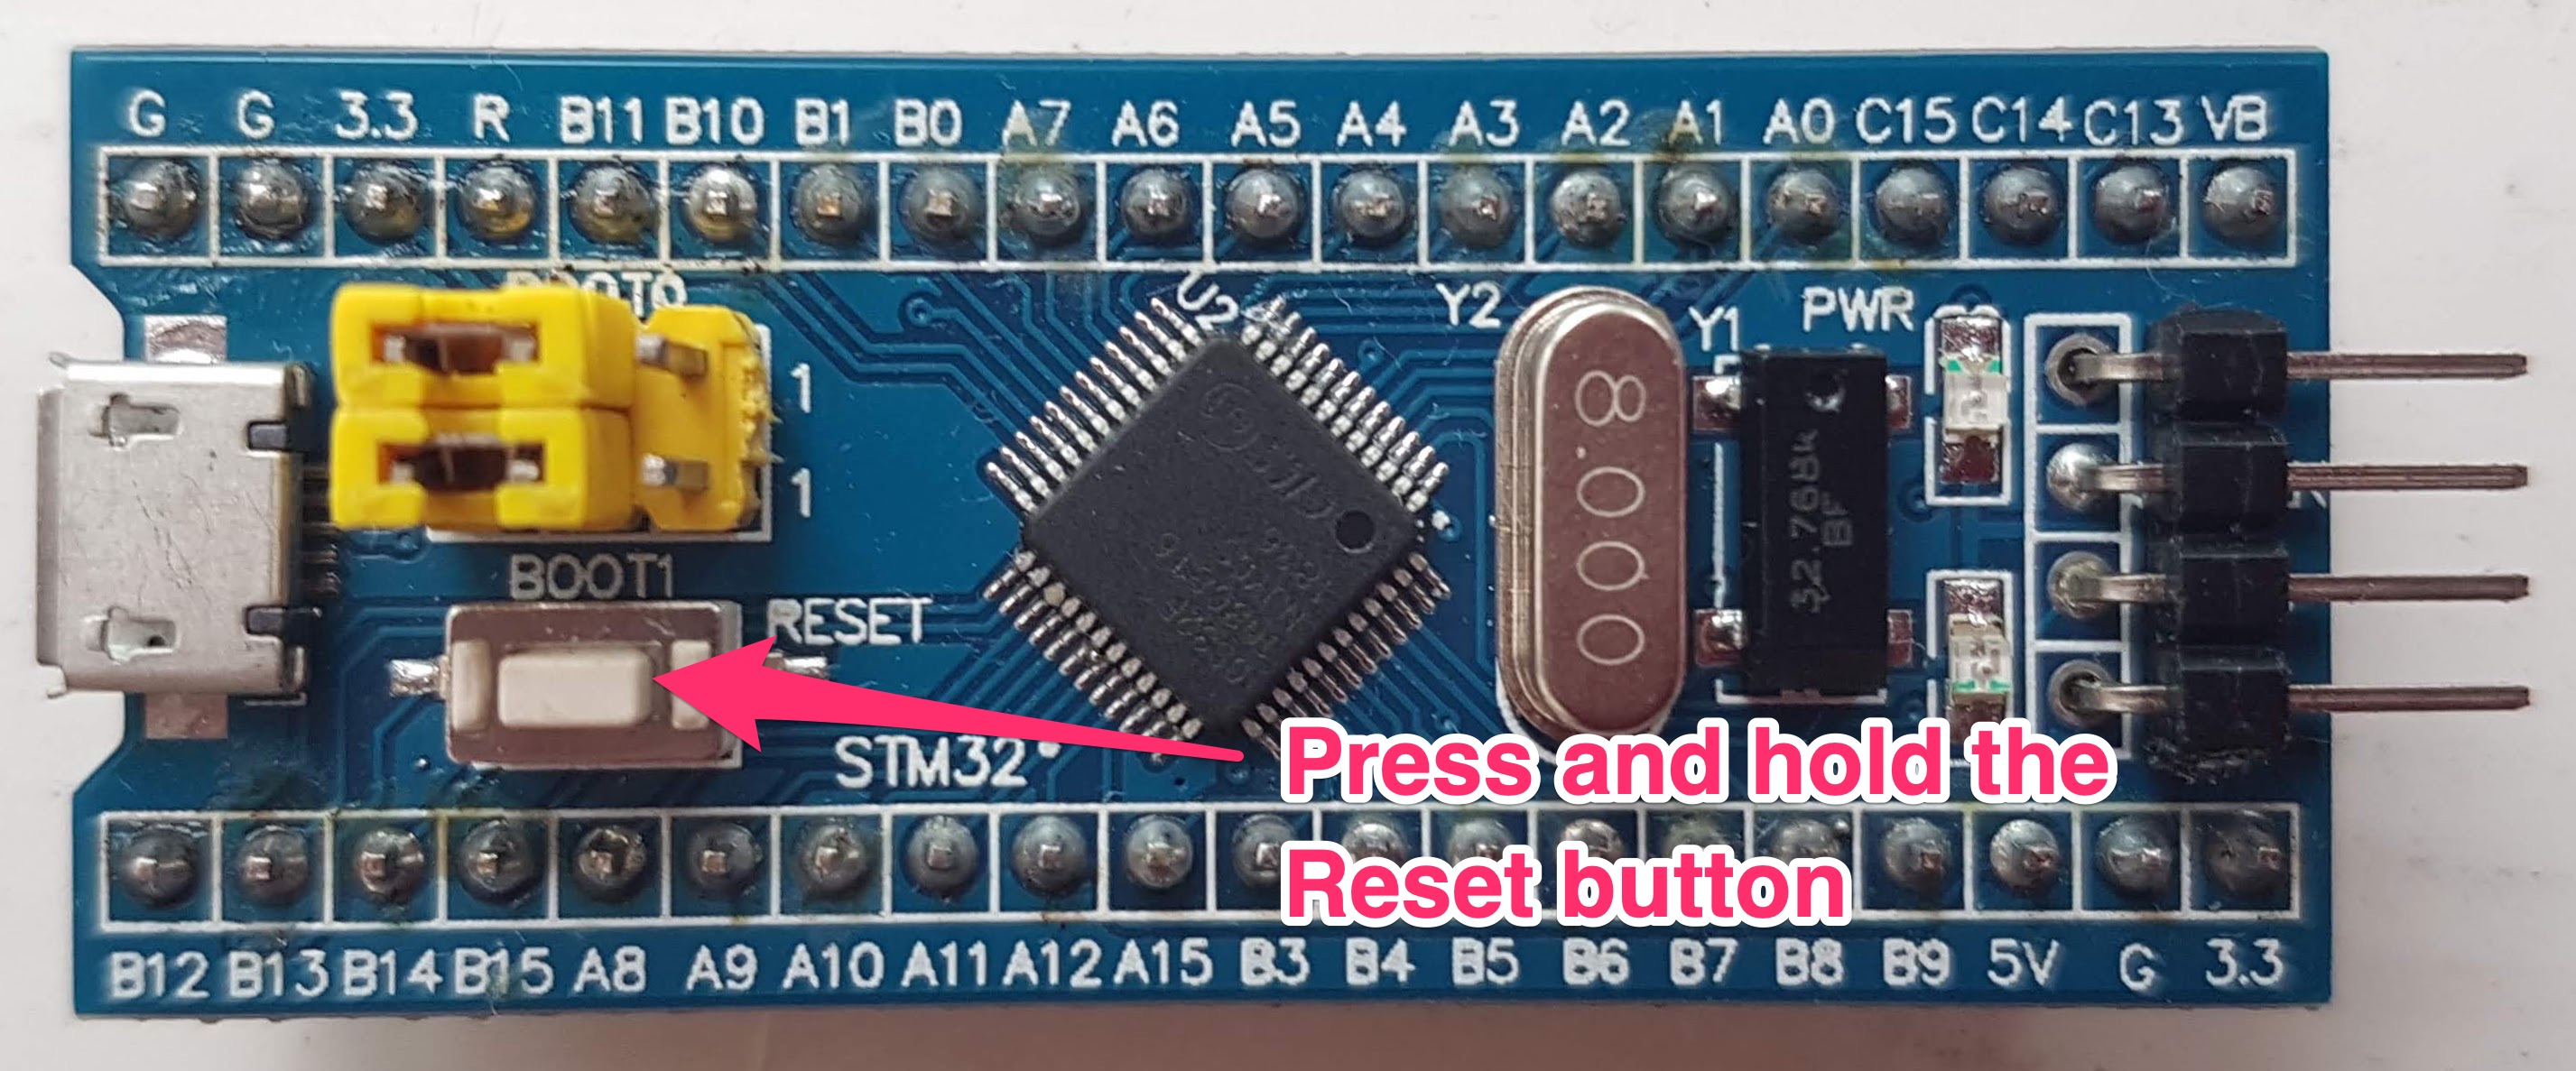 G G 3.3 R B11 B10 B1 B0 A7 A6 A5 A4 A3 A2 A1 A0 C15 C14 C13 VB
BOOT0
U2
Y2
Y1
PWR
1
1
8.000
32.768k
BOOT1
RESET
STM32
Press and hold the
Reset button
B12 B13 B14 B15 A8 A9 A10 A11 A12 A15 B3 B4 B5 B6 B7 B8 B9 5V G 3.3